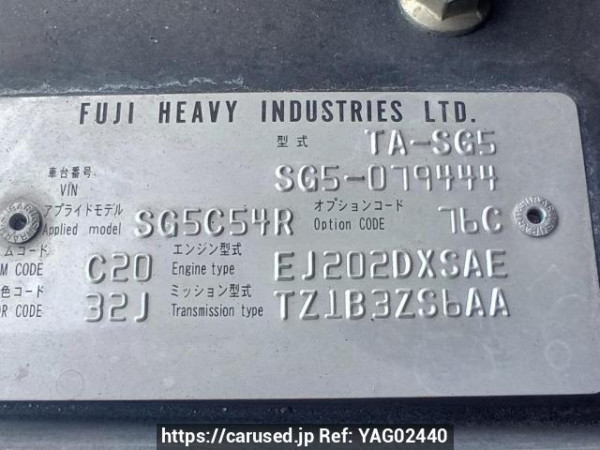 FUJI HEAVY INDUSTRIES LTD.
型式 TA-SG5
車台番号 VIN SG5-079444
アプライドモデル Applied model SG5C54R オプションコード Option CODE 76C
ムコード M CODE C20 エンジン型式 Engine type EJ202DXSAE
色コード OR CODE 32J ミッション型式 Transmission type TZ1B3ZS6AA
https://carused.jp Ref: YAG02440